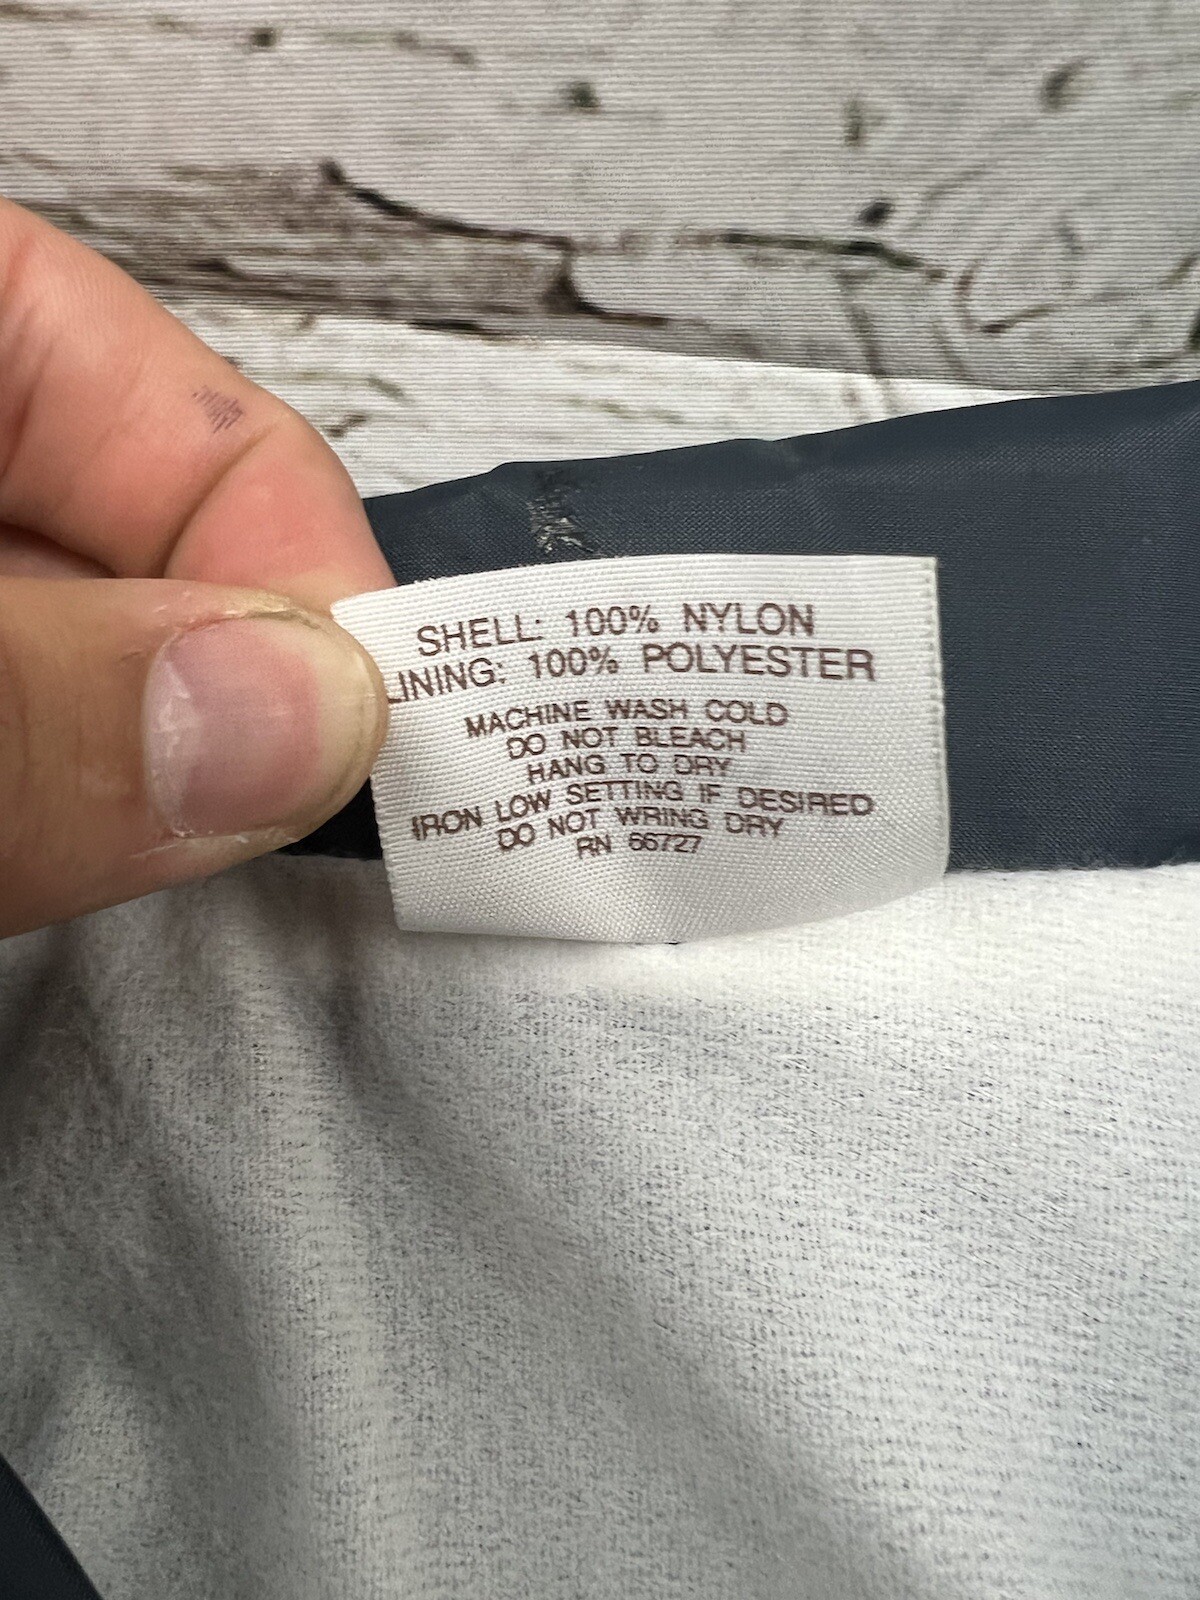 SHELL: 100% NYLON
LINING: 100% POLYESTER
MACHINE WASH COLD
DO NOT BLEACH
HANG TO DRY
IRON LOW SETTING IF DESIRED
DO NOT WRING DRY
RN 66727